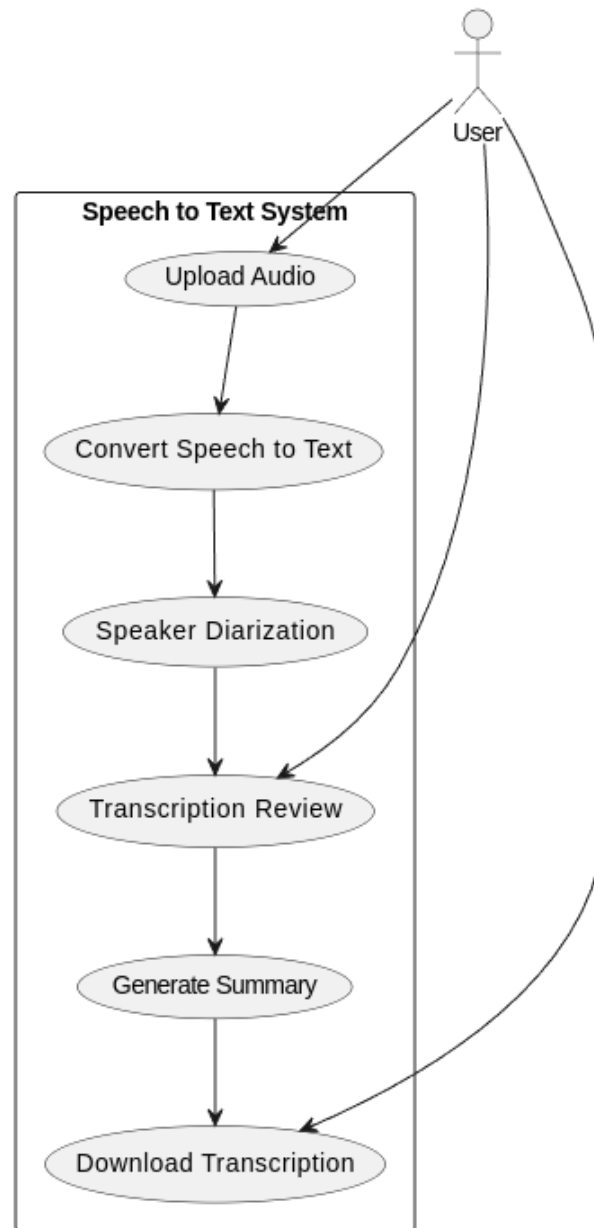 User
Speech to Text System
Upload Audio
Convert Speech to Text
Speaker Diarization
Transcription Review
Generate Summary
Download Transcription